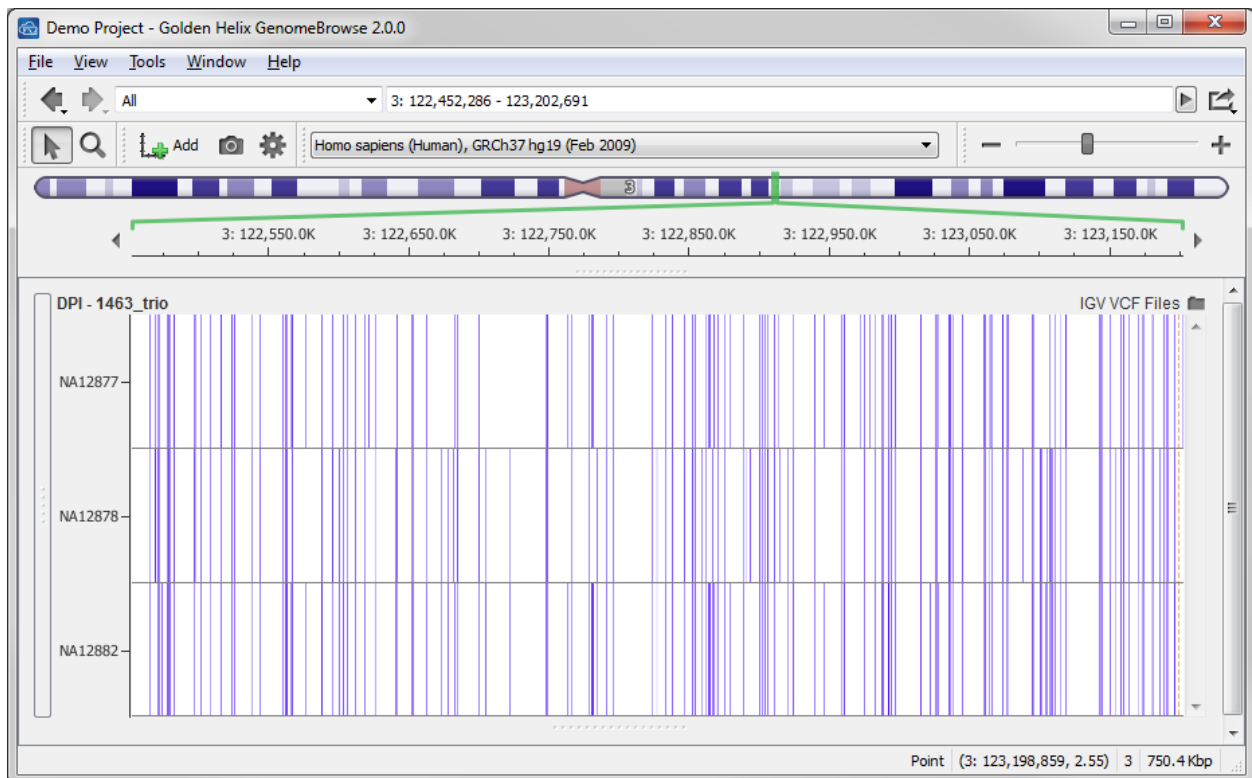 Demo Project - Golden Helix GenomeBrowse 2.0.0
File View Tools Window Help
All 3: 122,452,286 - 123,202,691
Add Homo sapiens (Human), GRCh37 hg19 (Feb 2009)
3
3: 122,550.0K 3: 122,650.0K 3: 122,750.0K 3: 122,850.0K 3: 122,950.0K 3: 123,050.0K 3: 123,150.0K
DPI - 1463_trio IGV VCF Files
NA12877
NA12878
NA12882
Point (3: 123,198,859, 2.55) 3 750.4 Kbp